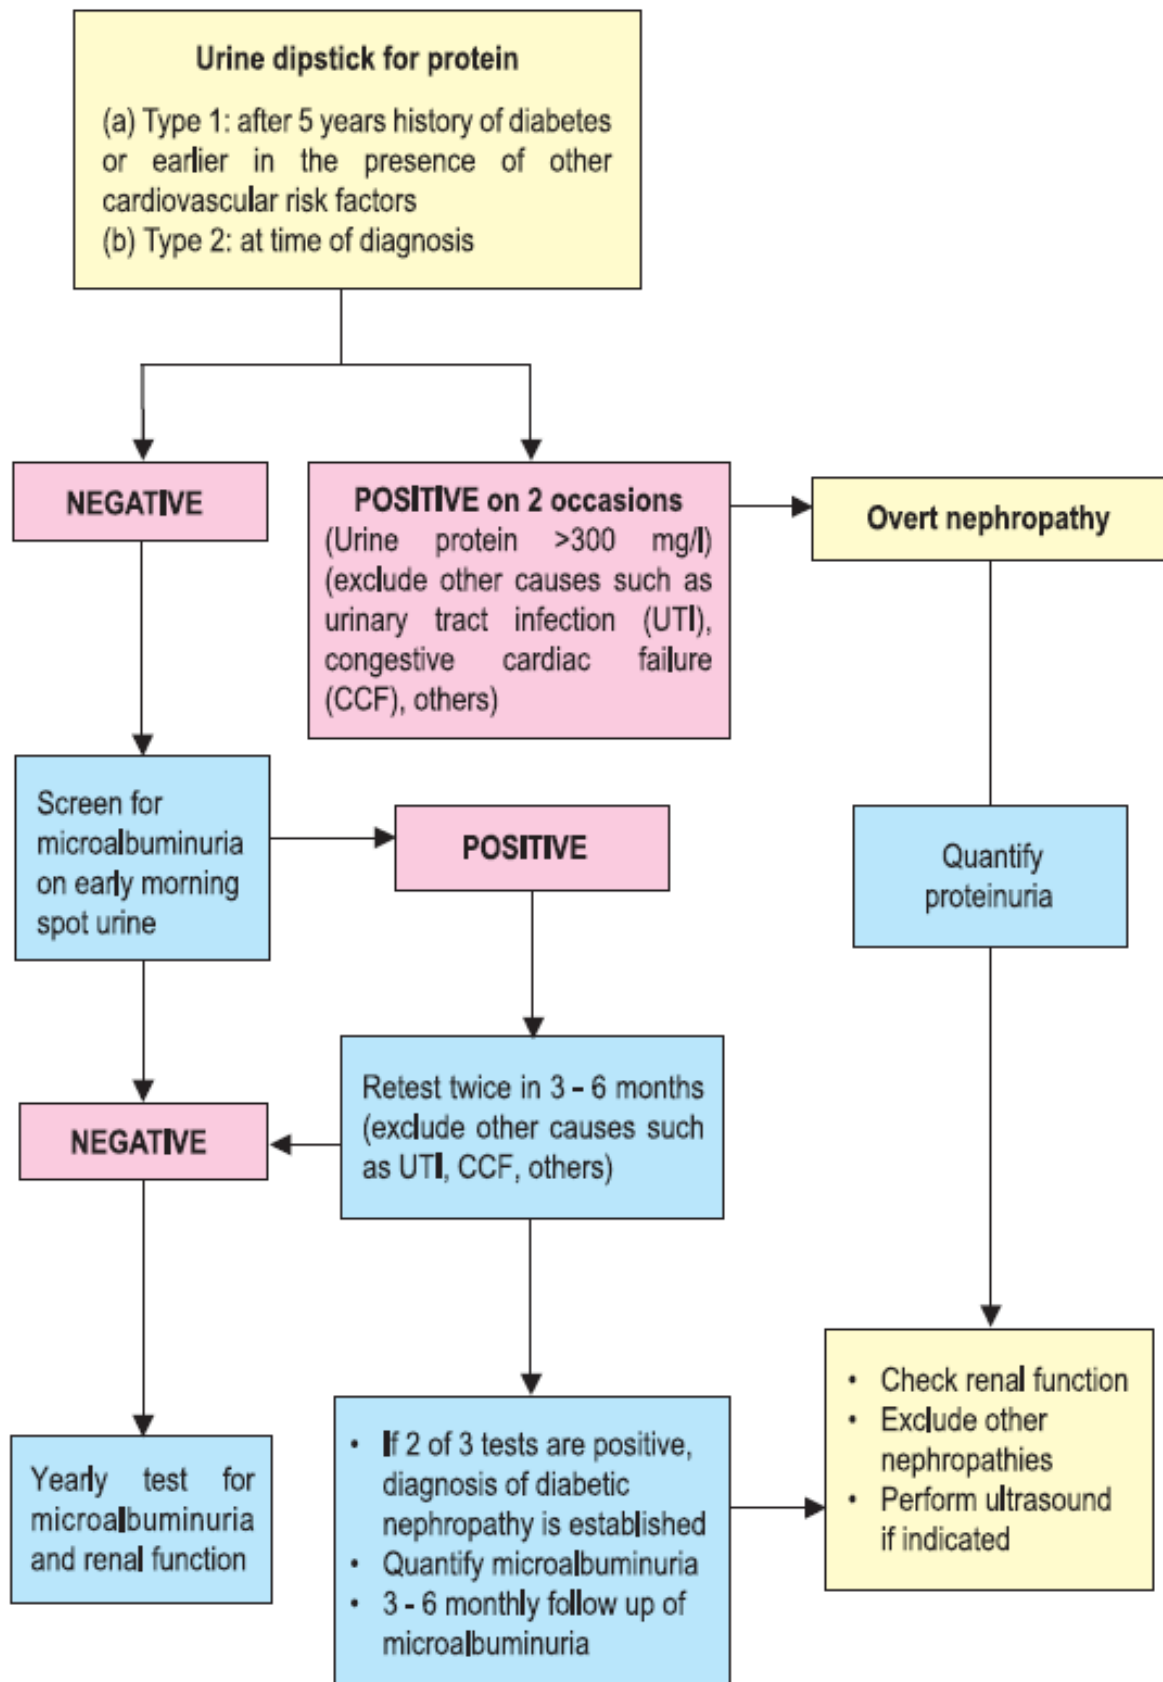 Urine dipstick for protein
(a) Type 1: after 5 years history of diabetes
or earlier in the presence of other
cardiovascular risk factors
(b) Type 2: at time of diagnosis
NEGATIVE
POSITIVE on 2 occasions
(Urine protein >300 mg/l)
(exclude other causes such as
urinary tract infection (UTI),
congestive cardiac failure
(CCF), others)
Overt nephropathy
Screen for
microalbuminuria
on early morning
spot urine
POSITIVE
Quantify
proteinuria
Retest twice in 3 – 6 months
(exclude other causes such
as UTI, CCF, others)
NEGATIVE
• Check renal function
• Exclude other
nephropathies
• Perform ultrasound
if indicated
Yearly test for
microalbuminuria
and renal function
• If 2 of 3 tests are positive,
diagnosis of diabetic
nephropathy is established
• Quantify microalbuminuria
• 3 - 6 monthly follow up of
microalbuminuria